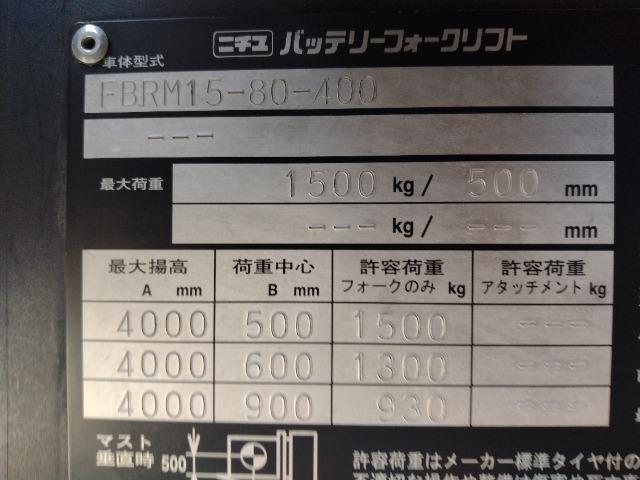 ニチユ バッテリーフォークリフト
車体型式
FBRM15-80-400
---
最大荷重 1500 kg/ 500 mm
--- kg/ --- mm
最大揚高 荷重中心 許容荷重 許容荷重
A mm B mm フォークのみ kg アタッチメント kg
4000 500 1500 ---
4000 600 1300 ---
4000 900 930 ---
マスト
垂直時 500
許容荷重はメーカー標準タイヤ付の